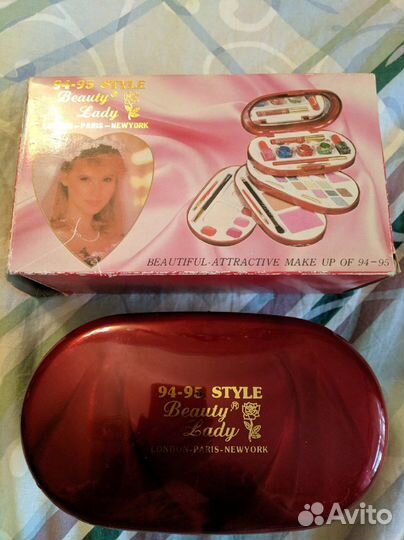 94-95 STYLE
Beauty®
Lady
LONDON-PARIS-NEWYORK
BEAUTIFUL-ATTRACTIVE MAKE UP OF 94-95
94-95 STYLE
Beauty®
Lady
LONDON-PARIS-NEWYORK
Avito